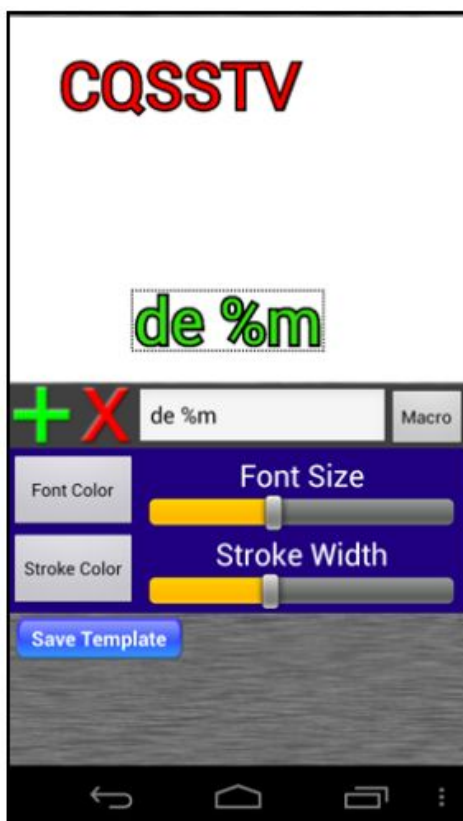 CQSSTV
de %m
de %m
Macro
Font Color
Font Size
Stroke Color
Stroke Width
Save Template